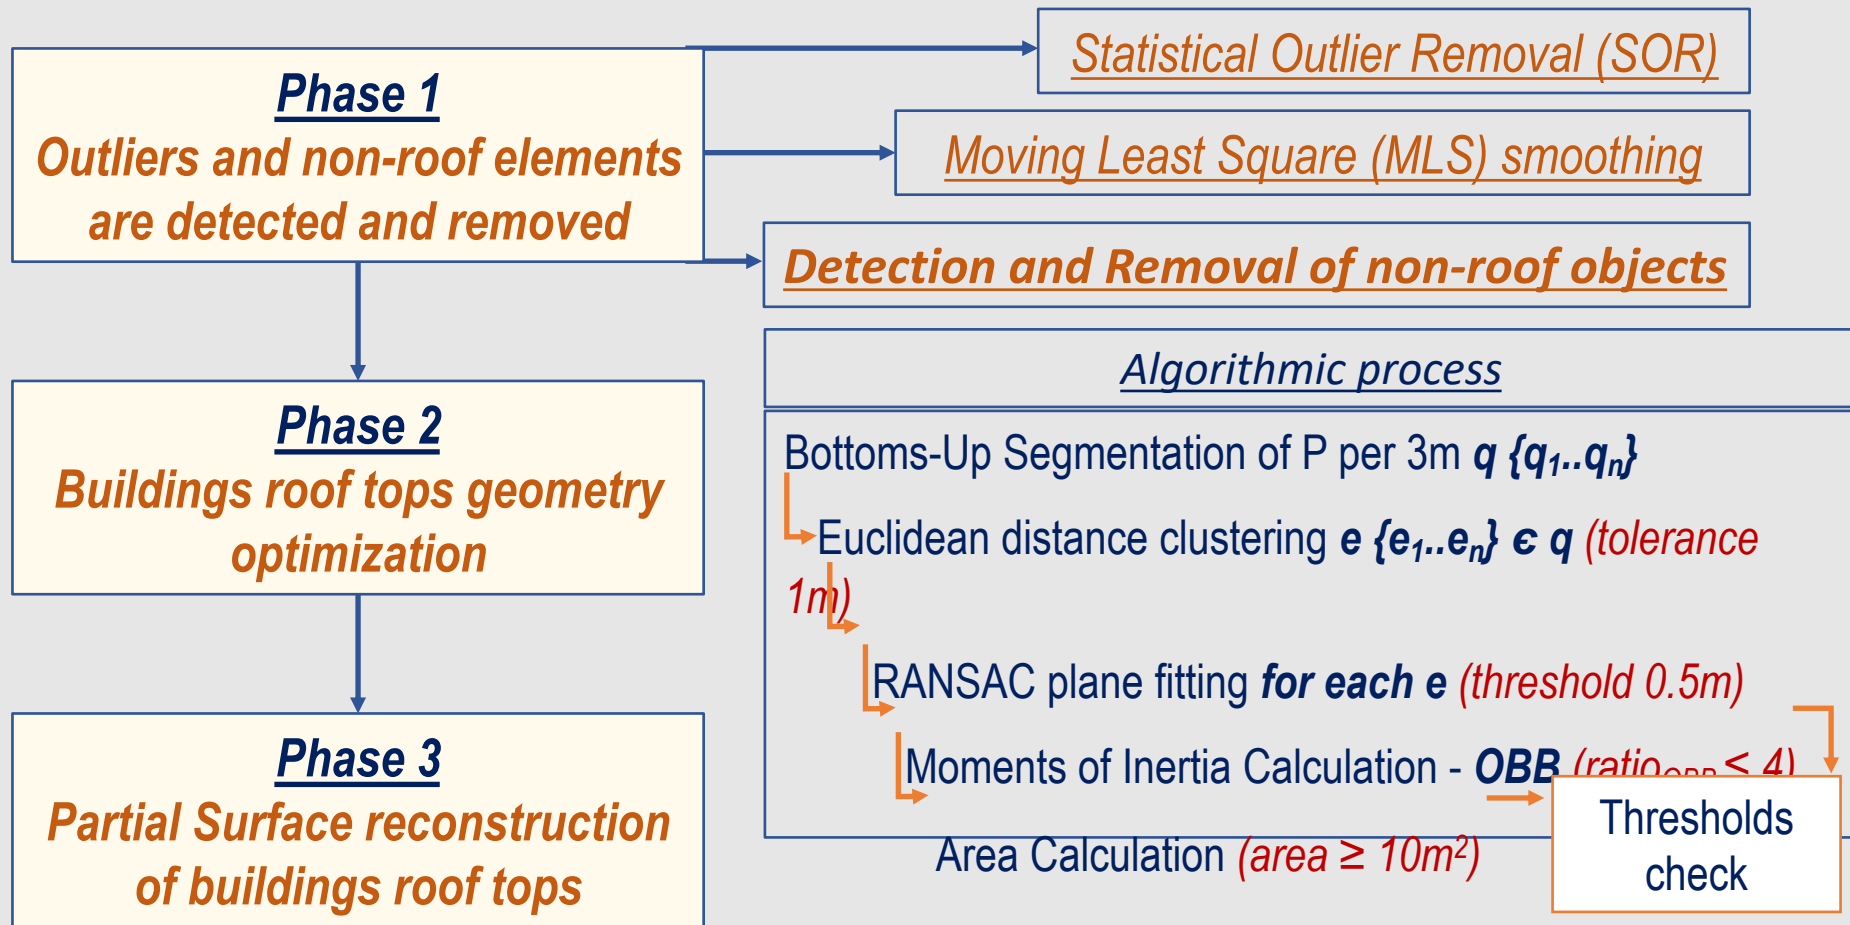 Phase 1
Outliers and non-roof elements
are detected and removed
Statistical Outlier Removal (SOR)
Moving Least Square (MLS) smoothing
Detection and Removal of non-roof objects
Phase 2
Buildings roof tops geometry
optimization
Phase 3
Partial Surface reconstruction
of buildings roof tops
Algorithmic process
Bottoms-Up Segmentation of P per 3m q {q₁..qₙ}
Euclidean distance clustering e {e₁..eₙ} є q (tolerance
1m)
RANSAC plane fitting for each e (threshold 0.5m)
Moments of Inertia Calculation - OBB (ratio_OBB < 4)
Area Calculation (area ≥ 10m²)
Thresholds
check